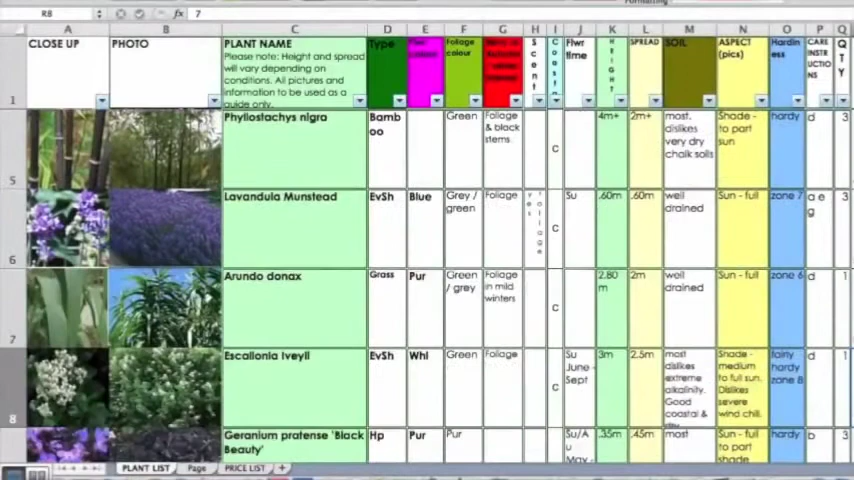 R8 fx 7
A B C D E F G H I J K L M N O P Q
1 CLOSE UP PHOTO PLANT NAME Type Foliage colour Scent Flwr time HEIGHT SPREAD SOIL ASPECT (pics) Hardiness CARE INSTRUCTIONS QTY
Please note: Height and spread
will vary depending on
conditions. All pictures and
information to be used as a
guide only.
5 Phyllostachys nigra Bamboo Green Foliage & black stems C 4m+ 2m+ most. dislikes very dry chalk soils Shade - to part sun hardy d 3
6 Lavandula Munstead EvSh Blue Grey / green Foliage C Su .60m .60m well drained Sun - full zone 7 a e g 3
7 Arundo donax Grass Pur Green / grey Foliage in mild winters C 2.80m 2m well drained Sun - full zone 6 d 1
8 Escallonia Iveyii EvSh Whi Green Foliage C Su June - Sept 3m 2.5m most dislikes extreme alkalinity. Good coastal & Shade - medium to full sun. Dislikes severe wind chill. fairly hardy zone 8 d 1
Geranium pratense 'Black Beauty' Hp Pur Pur Su/Au May - .35m .45m most Sun - full to part shade hardy b 3
PLANT LIST Page PRICE LIST +